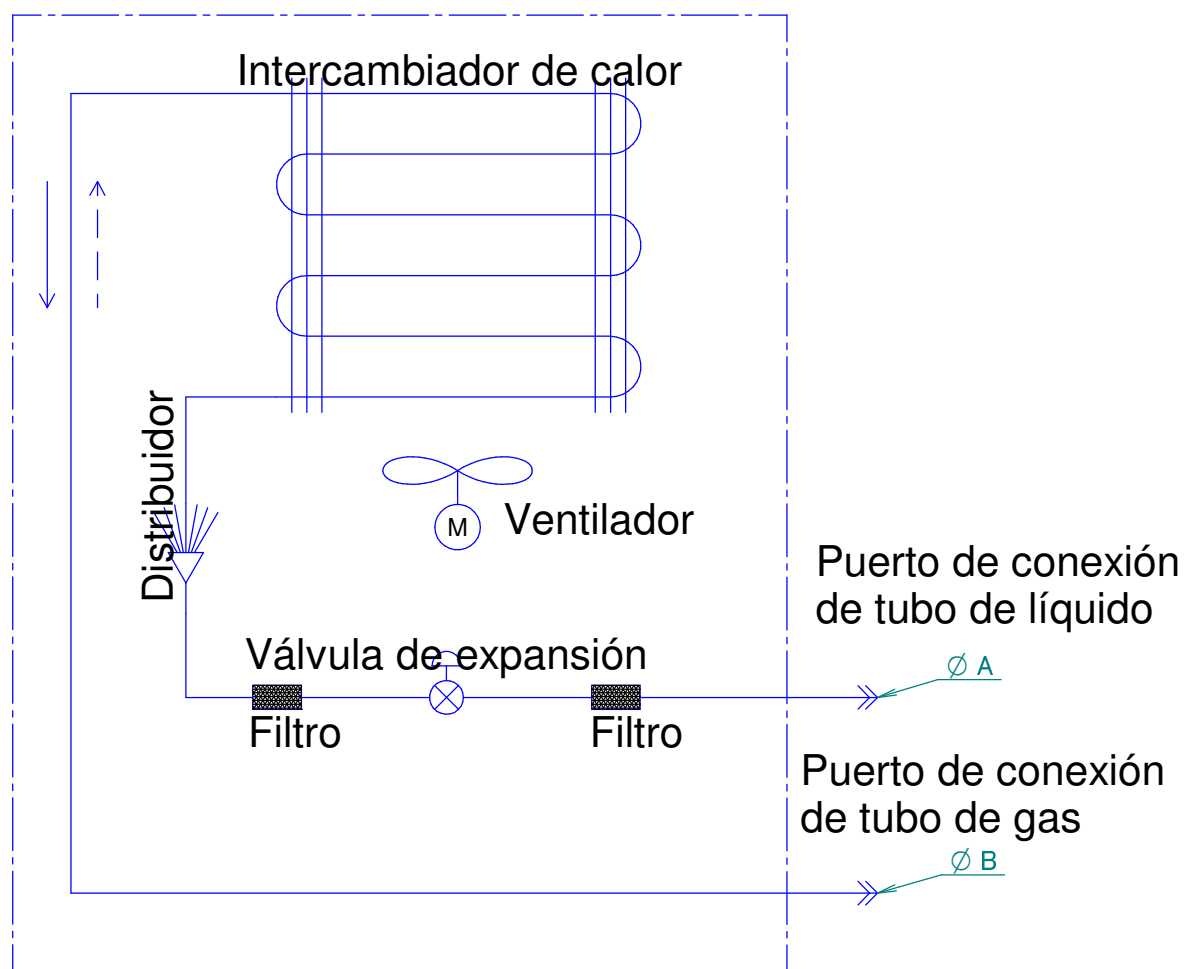 Intercambiador de calor
Distribuidor
M
Ventilador
Puerto de conexión
de tubo de líquido
Válvula de expansión
Ø A
Filtro
Filtro
Puerto de conexión
de tubo de gas
Ø B